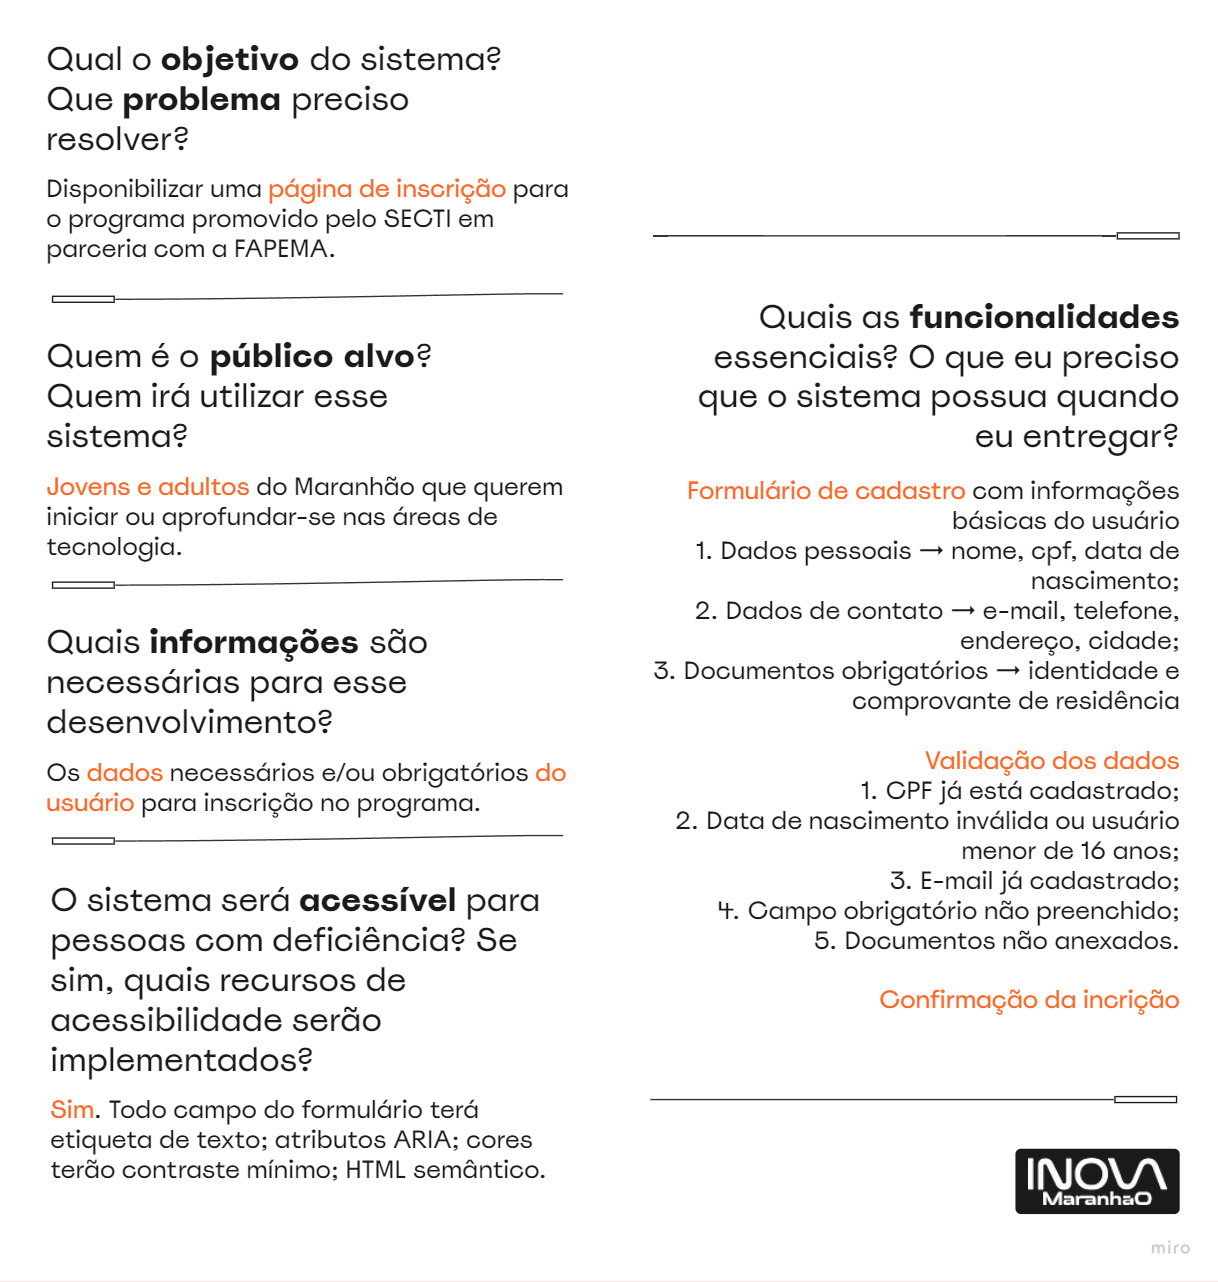 Qual o objetivo do sistema?
Que problema preciso
resolver?
Disponibilizar uma página de inscrição para
o programa promovido pelo SECTI em
parceria com a FAPEMA.
Quem é o público alvo?
Quem irá utilizar esse
sistema?
Jovens e adultos do Maranhão que querem
iniciar ou aprofundar-se nas áreas de
tecnologia.
Quais informações são
necessárias para esse
desenvolvimento?
Os dados necessários e/ou obrigatórios do
usuário para inscrição no programa.
O sistema será acessível para
pessoas com deficiência? Se
sim, quais recursos de
acessibilidade serão
implementados?
Sim. Todo campo do formulário terá
etiqueta de texto; atributos ARIA; cores
terão contraste mínimo; HTML semântico.
Quais as funcionalidades
essenciais? O que eu preciso
que o sistema possua quando
eu entregar?
Formulário de cadastro com informações
básicas do usuário
1. Dados pessoais → nome, cpf, data de
nascimento;
2. Dados de contato → e-mail, telefone,
endereço, cidade;
3. Documentos obrigatórios → identidade e
comprovante de residência
Validação dos dados
1. CPF já está cadastrado;
2. Data de nascimento inválida ou usuário
menor de 16 anos;
3. E-mail já cadastrado;
4. Campo obrigatório não preenchido;
5. Documentos não anexados.
Confirmação da incrição
INOVA
Maranhão
miro